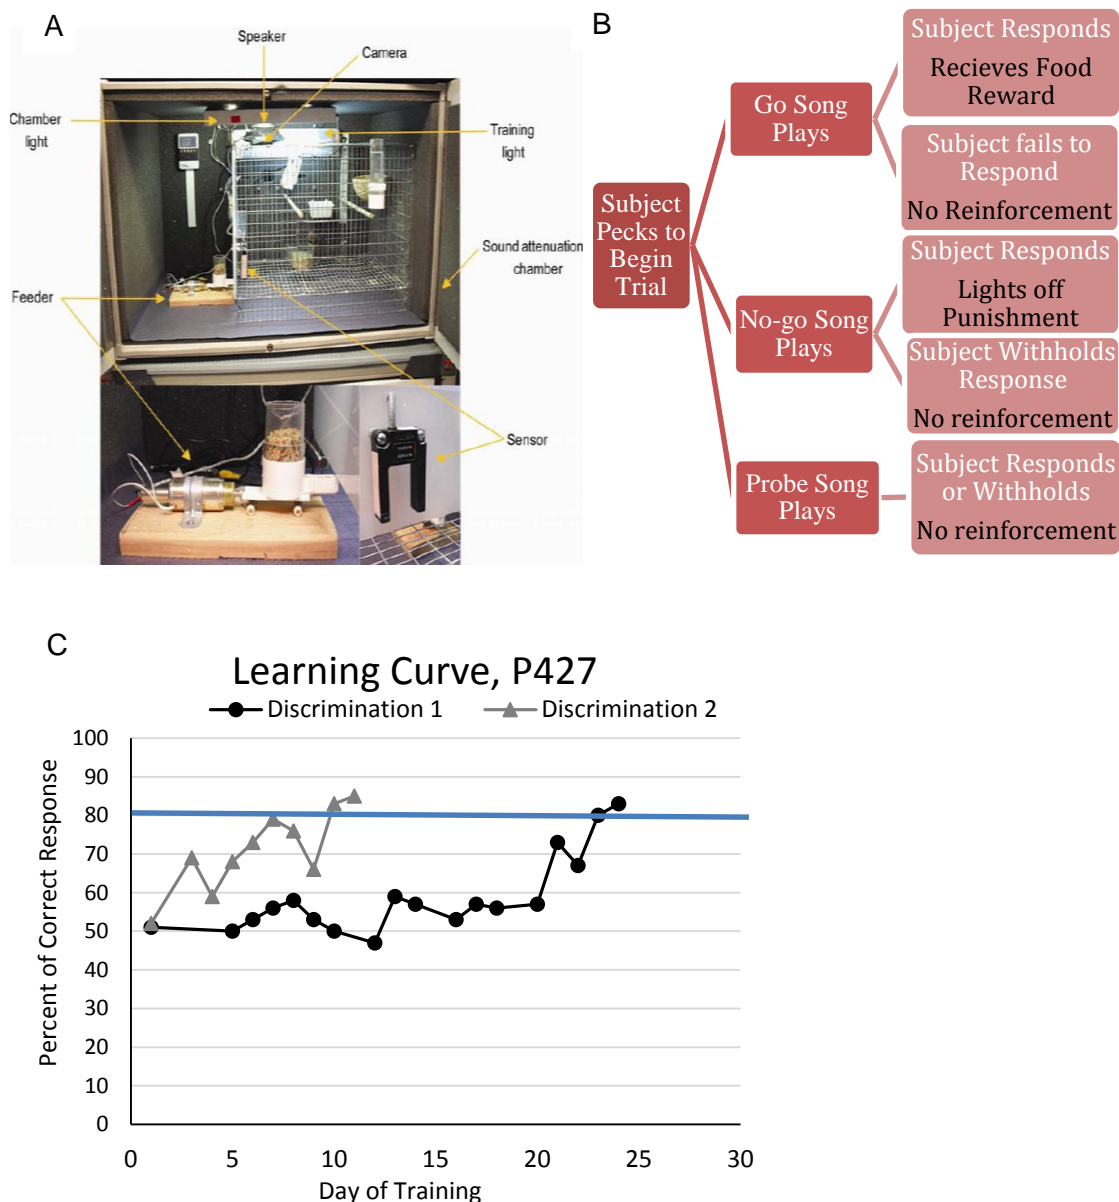 A
Speaker
Camera
Chamber
light
Training
light
Sound attenuation
chamber
Feeder
Sensor
B
Subject
Pecks to
Begin
Trial
Go Song
Plays
Subject Responds
Recieves Food
Reward
Subject fails to
Respond
No Reinforcement
No-go Song
Plays
Subject Responds
Lights off
Punishment
Subject Withholds
Response
No reinforcement
Probe Song
Plays
Subject Responds
or Withholds
No reinforcement
C
Learning Curve, P427
Discrimination 1 Discrimination 2
Percent of Correct Response
100
90
80
70
60
50
40
30
20
10
0
0 5 10 15 20 25 30
Day of Training